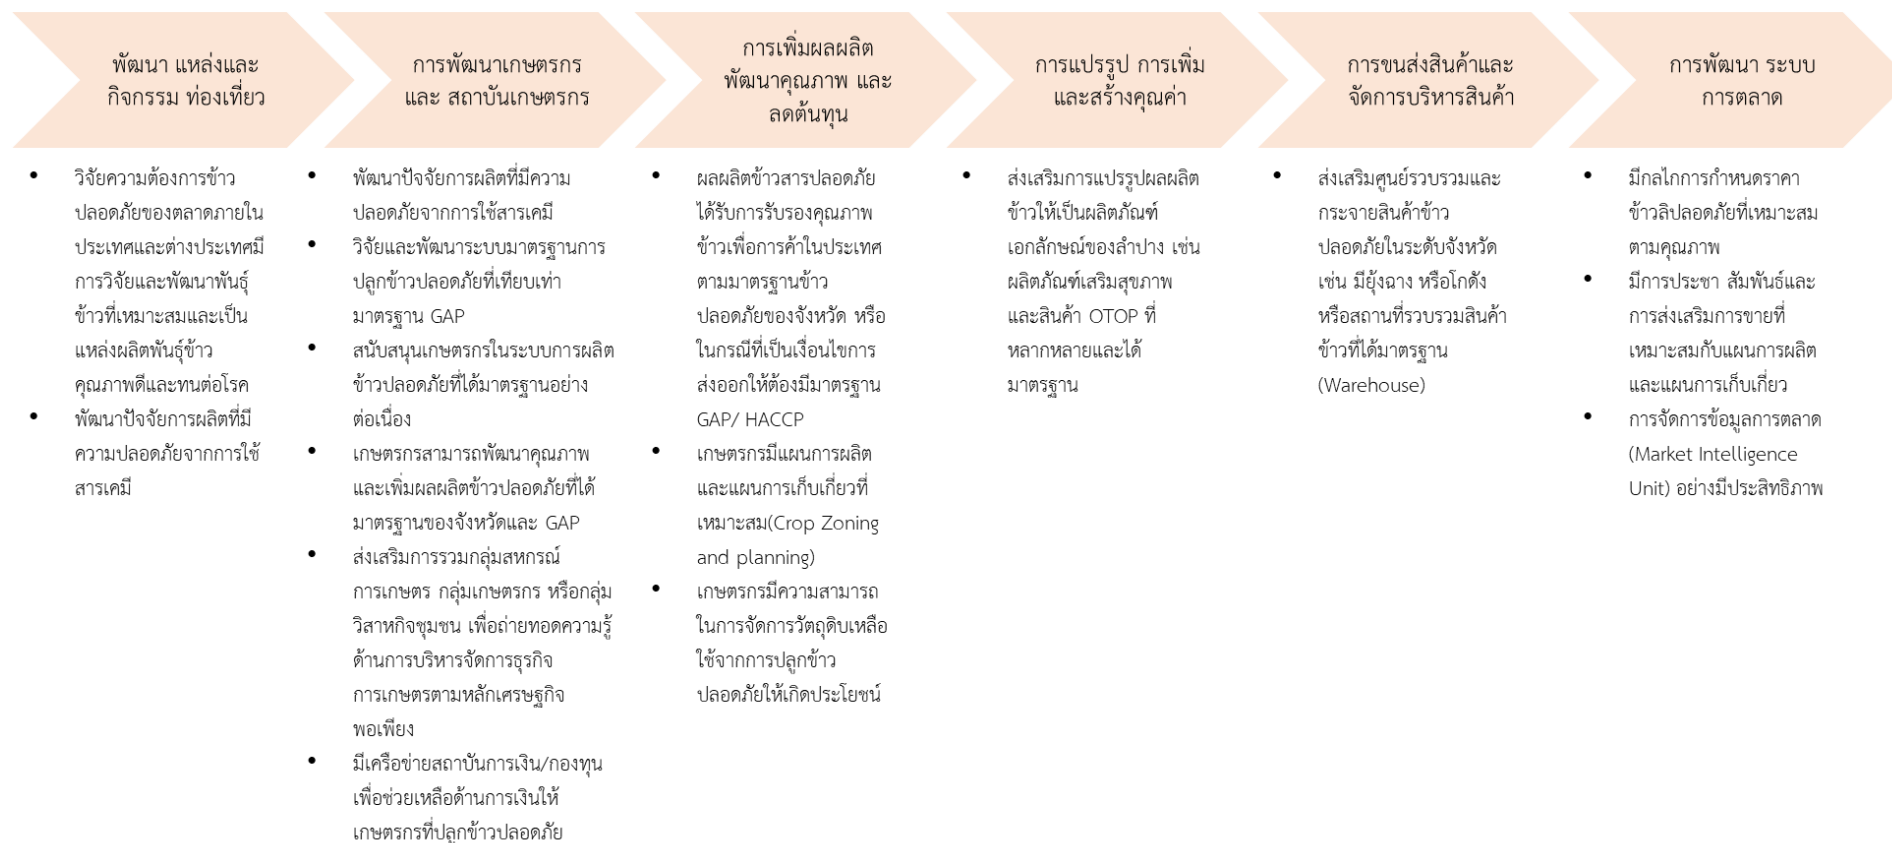 พัฒนา แหล่งและ
กิจกรรม ท่องเที่ยว
การพัฒนาเกษตรกร
และ สถาบันเกษตรกร
การเพิ่มผลผลิต
พัฒนาคุณภาพ และ
ลดต้นทุน
การแปรรูป การเพิ่ม
และสร้างคุณค่า
การขนส่งสินค้าและ
จัดการบริหารสินค้า
การพัฒนา ระบบ
การตลาด
• วิจัยความต้องการข้าว
ปลอดภัยของตลาดภายใน
ประเทศและต่างประเทศมี
การวิจัยและพัฒนาพันธุ์
ข้าวที่เหมาะสมและเป็น
แหล่งผลิตพันธุ์ข้าว
คุณภาพดีและทนต่อโรค
• พัฒนาปัจจัยการผลิตที่มี
ความปลอดภัยจากการใช้
สารเคมี
• พัฒนาปัจจัยการผลิตที่มีความ
ปลอดภัยจากการใช้สารเคมี
• วิจัยและพัฒนาระบบมาตรฐานการ
ปลูกข้าวปลอดภัยที่เทียบเท่า
มาตรฐาน GAP
• สนับสนุนเกษตรกรในระบบการผลิต
ข้าวปลอดภัยที่ได้มาตรฐานอย่าง
ต่อเนื่อง
• เกษตรกรสามารถพัฒนาคุณภาพ
และเพิ่มผลผลิตข้าวปลอดภัยที่ได้
มาตรฐานของจังหวัดและ GAP
• ส่งเสริมการรวมกลุ่มสหกรณ์
การเกษตร กลุ่มเกษตรกร หรือกลุ่ม
วิสาหกิจชุมชน เพื่อถ่ายทอดความรู้
ด้านการบริหารจัดการธุรกิจ
การเกษตรตามหลักเศรษฐกิจ
พอเพียง
• มีเครือข่ายสถาบันการเงิน/กองทุน
เพื่อช่วยเหลือด้านการเงินให้
เกษตรกรที่ปลูกข้าวปลอดภัย
• ผลผลิตข้าวสารปลอดภัย
ได้รับการรับรองคุณภาพ
ข้าวเพื่อการค้าในประเทศ
ตามมาตรฐานข้าว
ปลอดภัยของจังหวัด หรือ
ในกรณีที่เป็นเงื่อนไขการ
ส่งออกให้ต้องมีมาตรฐาน
GAP/ HACCP
• เกษตรกรมีแผนการผลิต
และแผนการเก็บเกี่ยวที่
เหมาะสม(Crop Zoning
and planning)
• เกษตรกรมีความสามารถ
ในการจัดการวัตถุดิบเหลือ
ใช้จากการปลูกข้าว
ปลอดภัยให้เกิดประโยชน์
• ส่งเสริมการแปรรูปผลผลิต
ข้าวให้เป็นผลิตภัณฑ์
เอกลักษณ์ของลำปาง เช่น
ผลิตภัณฑ์เสริมสุขภาพ
และสินค้า OTOP ที่
หลากหลายและได้
มาตรฐาน
• ส่งเสริมศูนย์รวบรวมและ
กระจายสินค้าข้าว
ปลอดภัยในระดับจังหวัด
เช่น มียุ้งฉาง หรือโกดัง
หรือสถานที่รวบรวมสินค้า
ข้าวที่ได้มาตรฐาน
(Warehouse)
• มีกลไกการกำหนดราคา
ข้าวลิปลอดภัยที่เหมาะสม
ตามคุณภาพ
• มีการประชา สัมพันธ์และ
การส่งเสริมการขายที่
เหมาะสมกับแผนการผลิต
และแผนการเก็บเกี่ยว
• การจัดการข้อมูลการตลาด
(Market Intelligence
Unit) อย่างมีประสิทธิภาพ